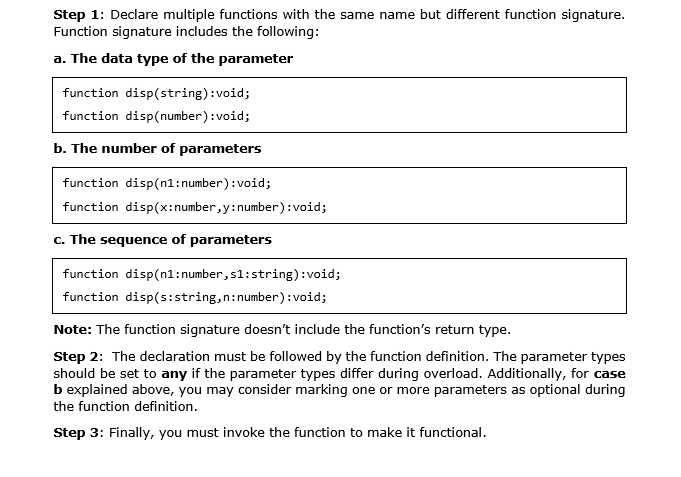 Step 1: Declare multiple functions with the same name but different function signature.
Function signature includes the following:
a. The data type of the parameter
function disp(string):void;
function disp(number):void;
b. The number of parameters
function disp(n1:number):void;
function disp(x:number,y:number):void;
c. The sequence of parameters
function disp(n1:number,s1:string):void;
function disp(s:string,n:number):void;
Note: The function signature doesn’t include the function’s return type.
Step 2:  The declaration must be followed by the function definition. The parameter types
should be set to any if the parameter types differ during overload. Additionally, for case
b explained above, you may consider marking one or more parameters as optional during
the function definition.
Step 3: Finally, you must invoke the function to make it functional.